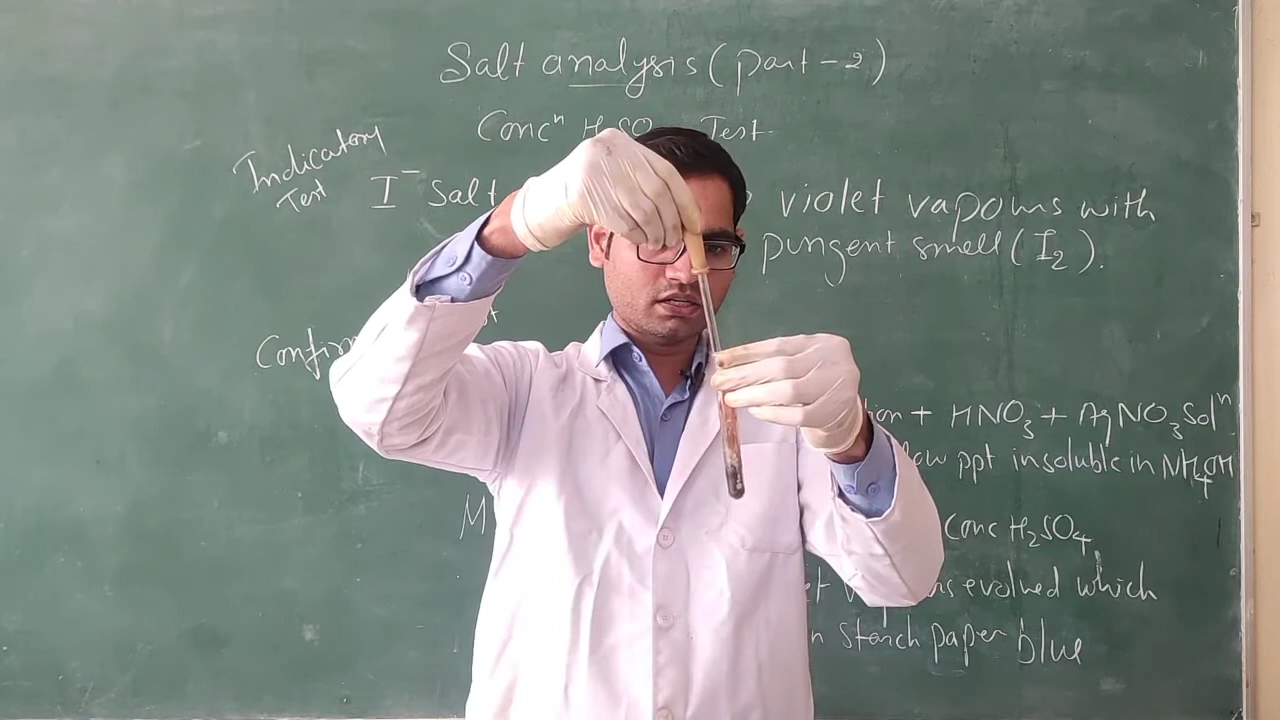 Salt analysis (Part-2)
Concⁿ H₂SO Test.
Indicatory
Test
I⁻ Salt violet vapours with
pungent smell (I₂).
Confirm
+ HNO₃ + AgNO₃ Solⁿ
ppt insoluble in NH₄OH
M Conc H₂SO₄
evolved which
starch paper blue